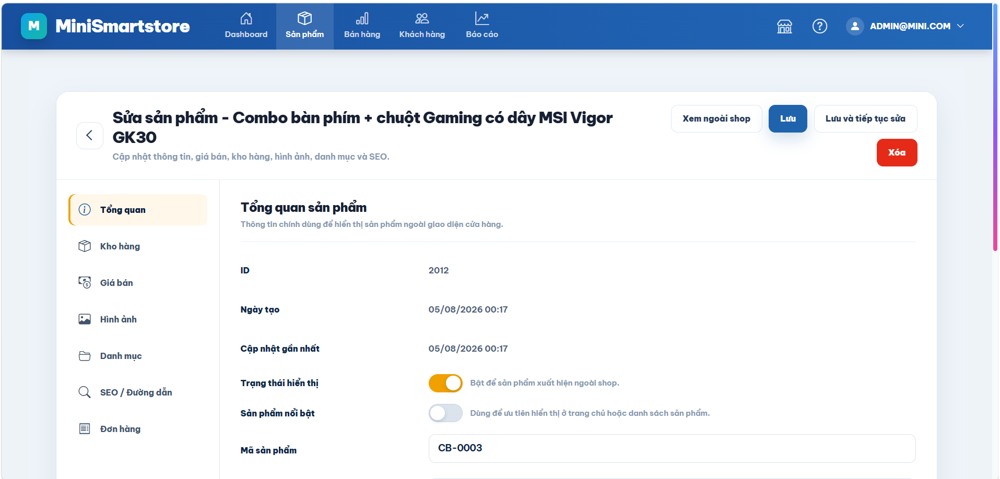 M MiniSmartstore
Dashboard
Sản phẩm
Bán hàng
Khách hàng
Báo cáo
ADMIN@MINI.COM
Sửa sản phẩm - Combo bàn phím + chuột Gaming có dây MSI Vigor
GK30
Cập nhật thông tin, giá bán, kho hàng, hình ảnh, danh mục và SEO.
Xem ngoài shop
Lưu
Lưu và tiếp tục sửa
Xóa
Tổng quan
Kho hàng
Giá bán
Hình ảnh
Danh mục
SEO / Đường dẫn
Đơn hàng
Tổng quan sản phẩm
Thông tin chính dùng để hiển thị sản phẩm ngoài giao diện cửa hàng.
ID 2012
Ngày tạo 05/08/2026 00:17
Cập nhật gần nhất 05/08/2026 00:17
Trạng thái hiển thị Bật để sản phẩm xuất hiện ngoài shop.
Sản phẩm nổi bật Dùng để ưu tiên hiển thị ở trang chủ hoặc danh sách sản phẩm.
Mã sản phẩm CB-0003